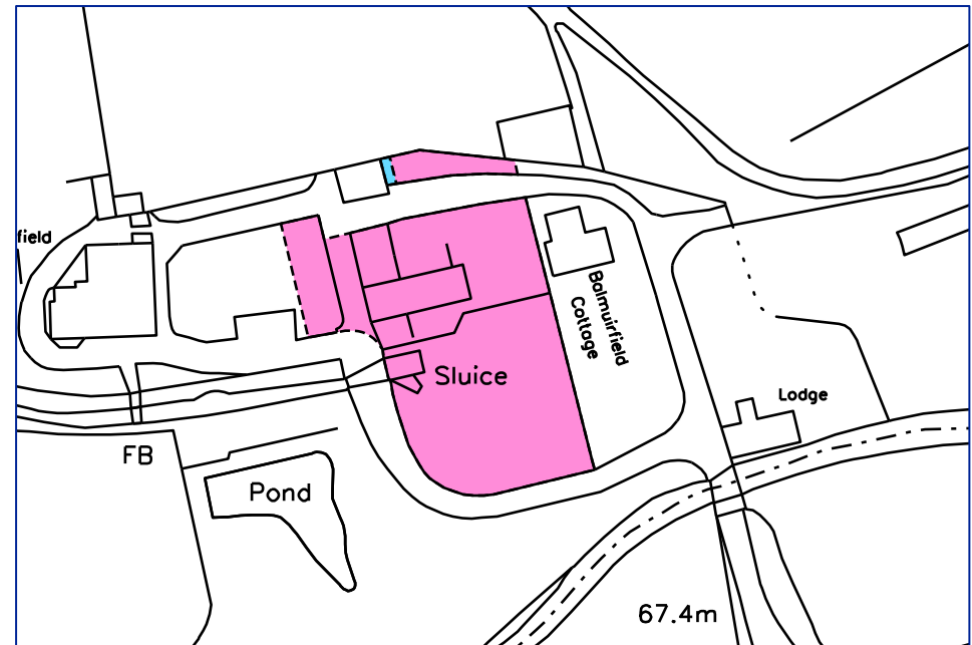 field
Balmuirfield
Cottage
Sluice
Lodge
FB
Pond
67.4m